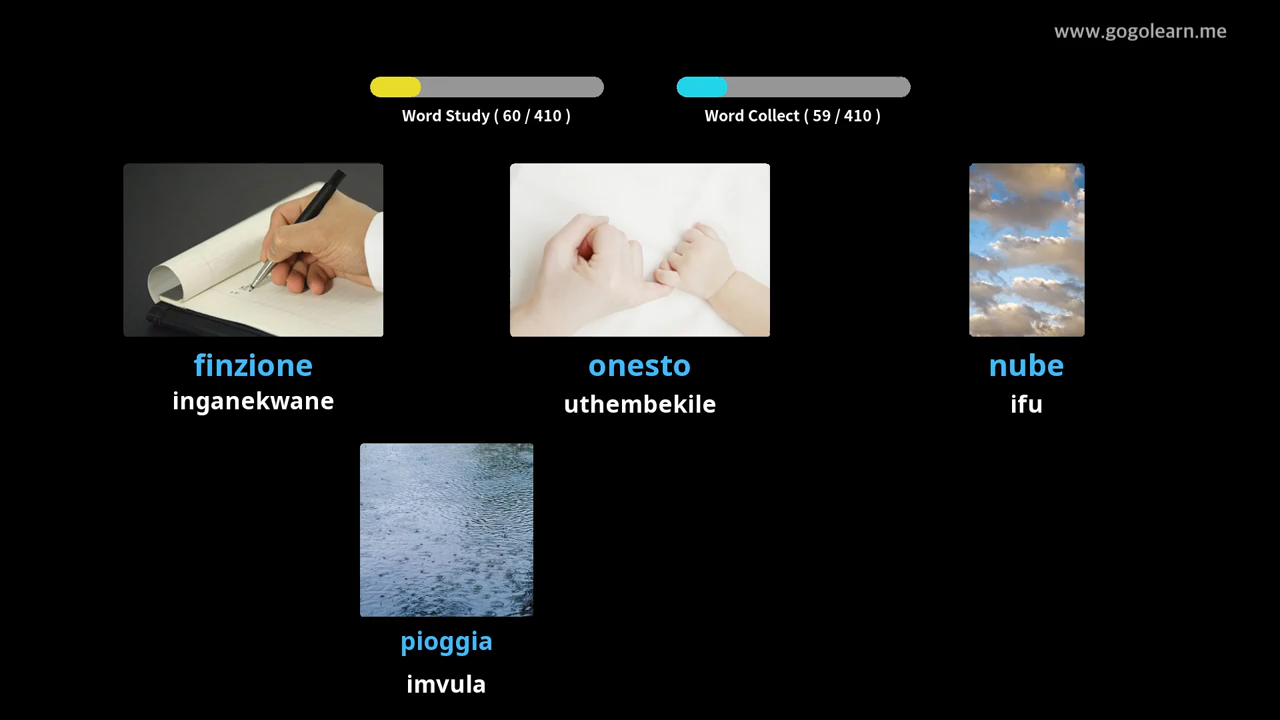 www.gogolearn.me
Word Study ( 60 / 410 )
Word Collect ( 59 / 410 )
finzione
inganekwane
onesto
uthembekile
nube
ifu
pioggia
imvula